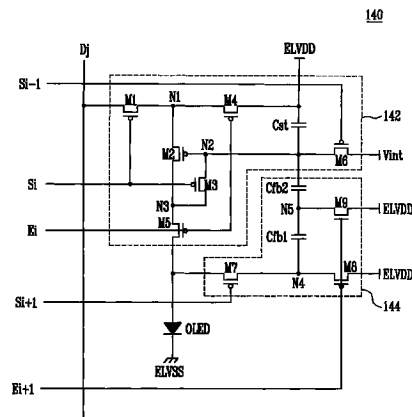 140
Dj
ELVDD
Si-1
M1
N1
M4
Cst
142
M2
N2
M6
Vint
Si
M3
N3
Cfb2
M9
M5
N5
ELVDD
Ei
Cfb1
M7
M8
ELVDD
N4
Si+1
144
OLED
ELVSS
Ei+1